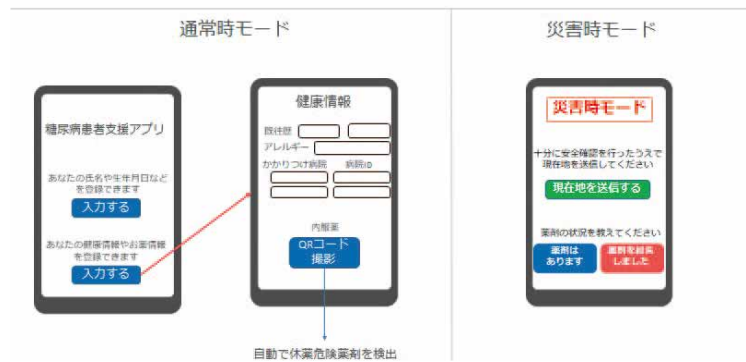 通常時モード
糖尿病患者支援アプリ
あなたの氏名や生年月日など
を登録できます
入力する
あなたの健康情報やお薬情報
を登録できます
入力する
健康情報
既往歴
アレルギー
かかりつけ病院 病院ID
内服薬
QRコード
撮影
自動で休薬危険薬剤を検出
災害時モード
災害時モード
十分に安全確認を行ったうえで
現在地を送信してください
現在地を送信する
薬剤の状況を教えてください
薬剤は
あります
薬剤を紛失
しました